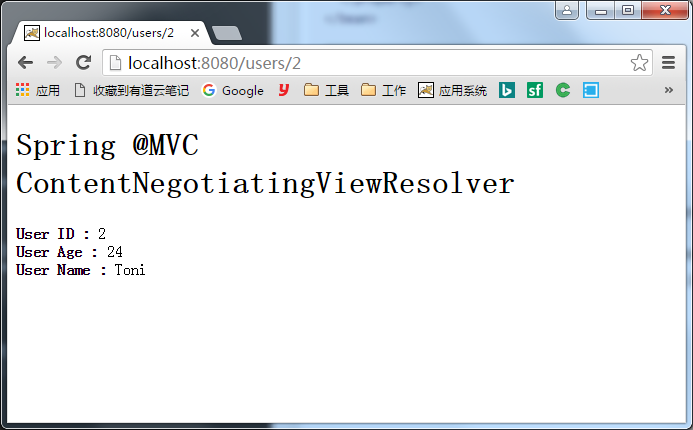 localhost:8080/users/2
localhost:8080/users/2
应用 收藏到有道云笔记 Google 工具 工作 应用系统
Spring @MVC
ContentNegotiatingViewResolver
User ID : 2
User Age : 24
User Name : Toni